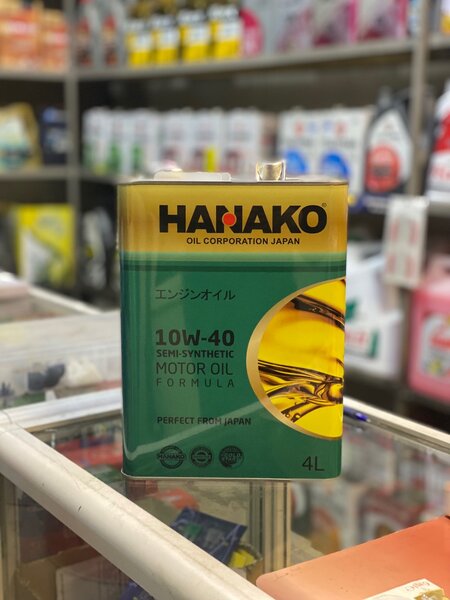 HANAKO
OIL CORPORATION JAPAN
エンジンオイル
10W-40
SEMI-SYNTHETIC
MOTOR OIL
FORMULA
PERFECT FROM JAPAN
HANAKO
4L